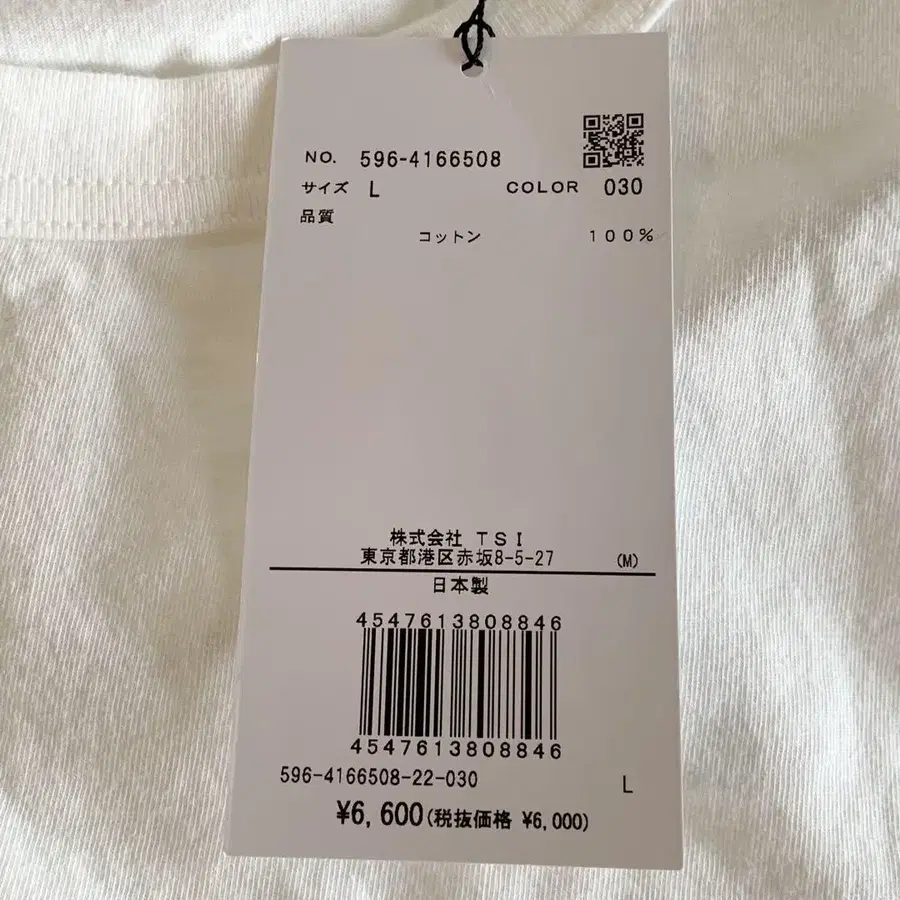 NO. 596-4166508
サイズ L COLOR 030
品質
コットン 100%
株式会社 TSI
東京都港区赤坂8-5-27 (M)
日本製
4547613808846
4547613808846
596-4166508-22-030 L
¥6,600(税抜価格 ¥6,000)